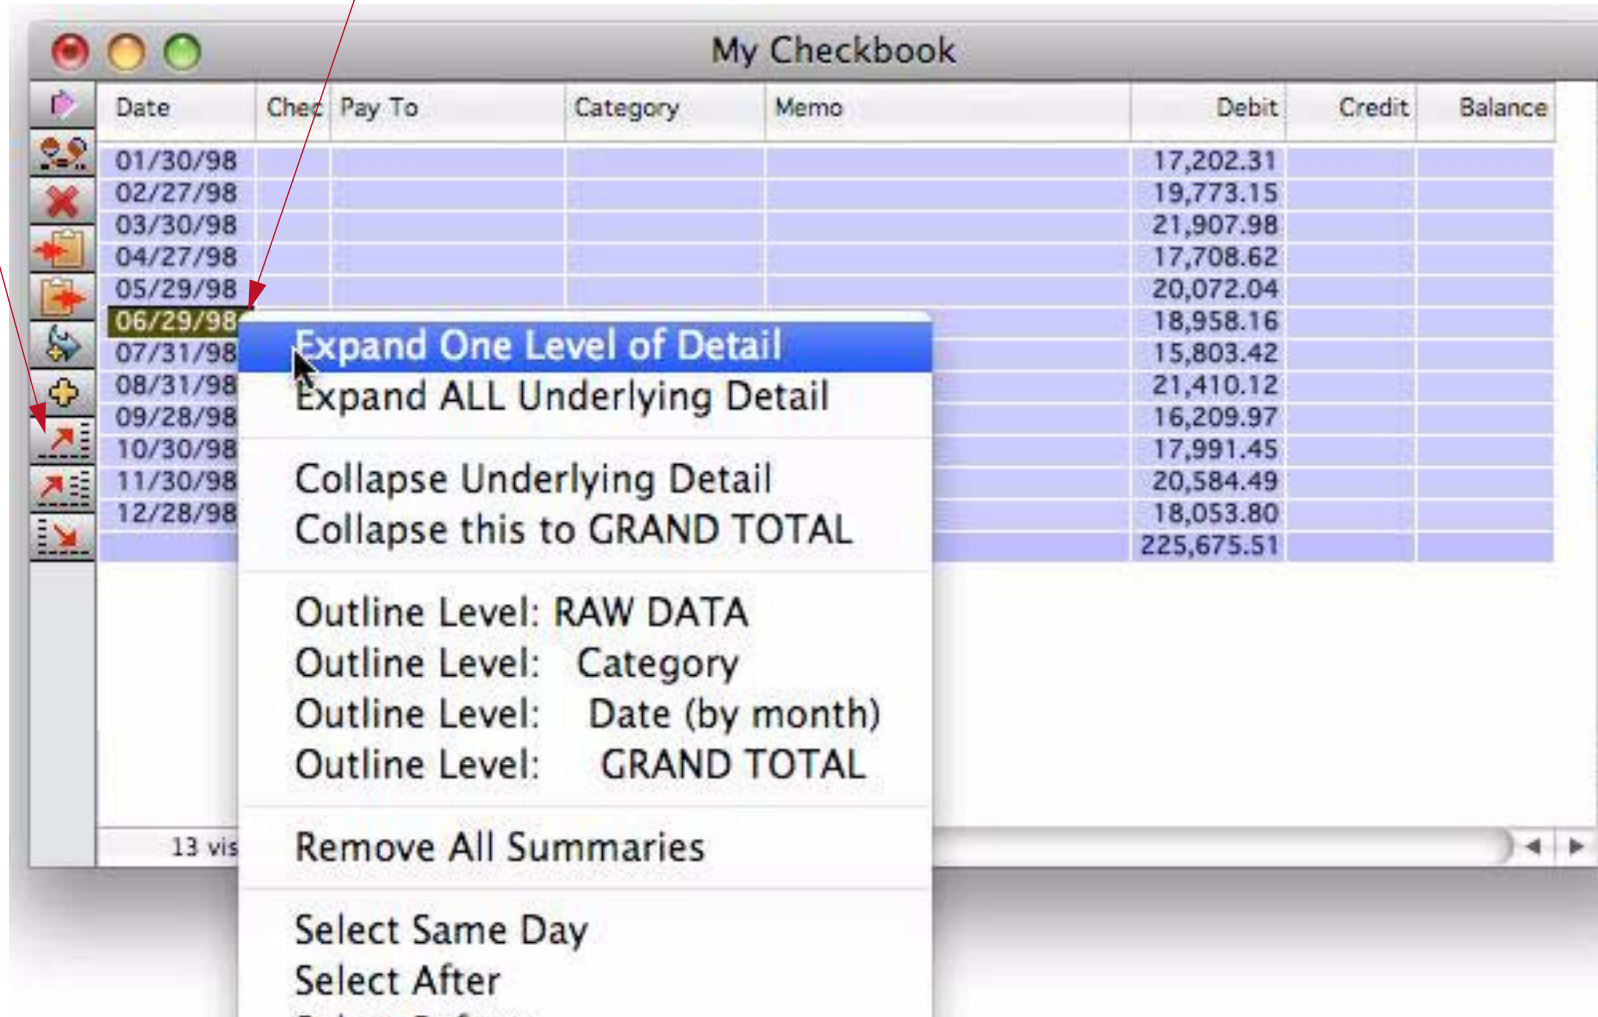 My Checkbook
Date Chec Pay To Category Memo Debit Credit Balance
01/30/98 17,202.31
02/27/98 19,773.15
03/30/98 21,907.98
04/27/98 17,708.62
05/29/98 20,072.04
06/29/98 18,958.16
07/31/98 15,803.42
08/31/98 21,410.12
09/28/98 16,209.97
10/30/98 17,991.45
11/30/98 20,584.49
12/28/98 18,053.80
225,675.51
Expand One Level of Detail
Expand ALL Underlying Detail
Collapse Underlying Detail
Collapse this to GRAND TOTAL
Outline Level: RAW DATA
Outline Level: Category
Outline Level: Date (by month)
Outline Level: GRAND TOTAL
Remove All Summaries
Select Same Day
Select After
13 vis